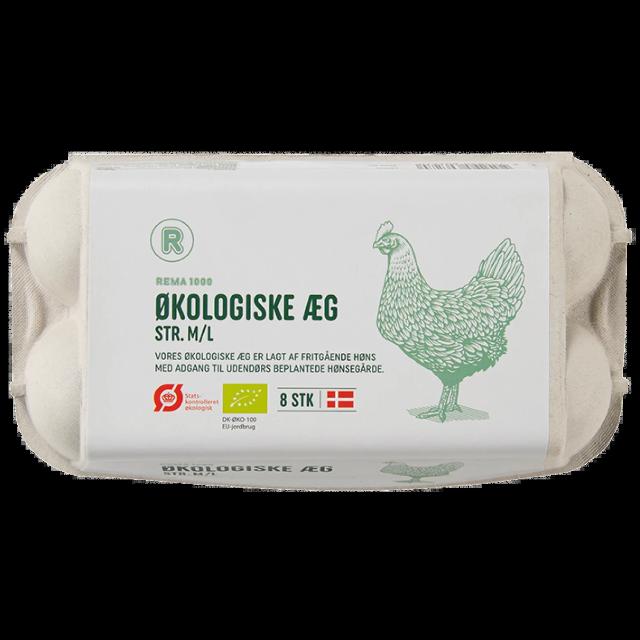 R
REMA 1000
ØKOLOGISKE ÆG
STR. M/L
VORES ØKOLOGISKE ÆG ER LAGT AF FRITGÅENDE HØNS
MED ADGANG TIL UDENDØRS BEPLANTEDE HØNSEGÅRDE.
Ø
Stats-
kontrolleret
økologisk
DK-ØKO-100
EU-jordbrug
8 STK
ØKOLOGISKE ÆG
STR. M/L